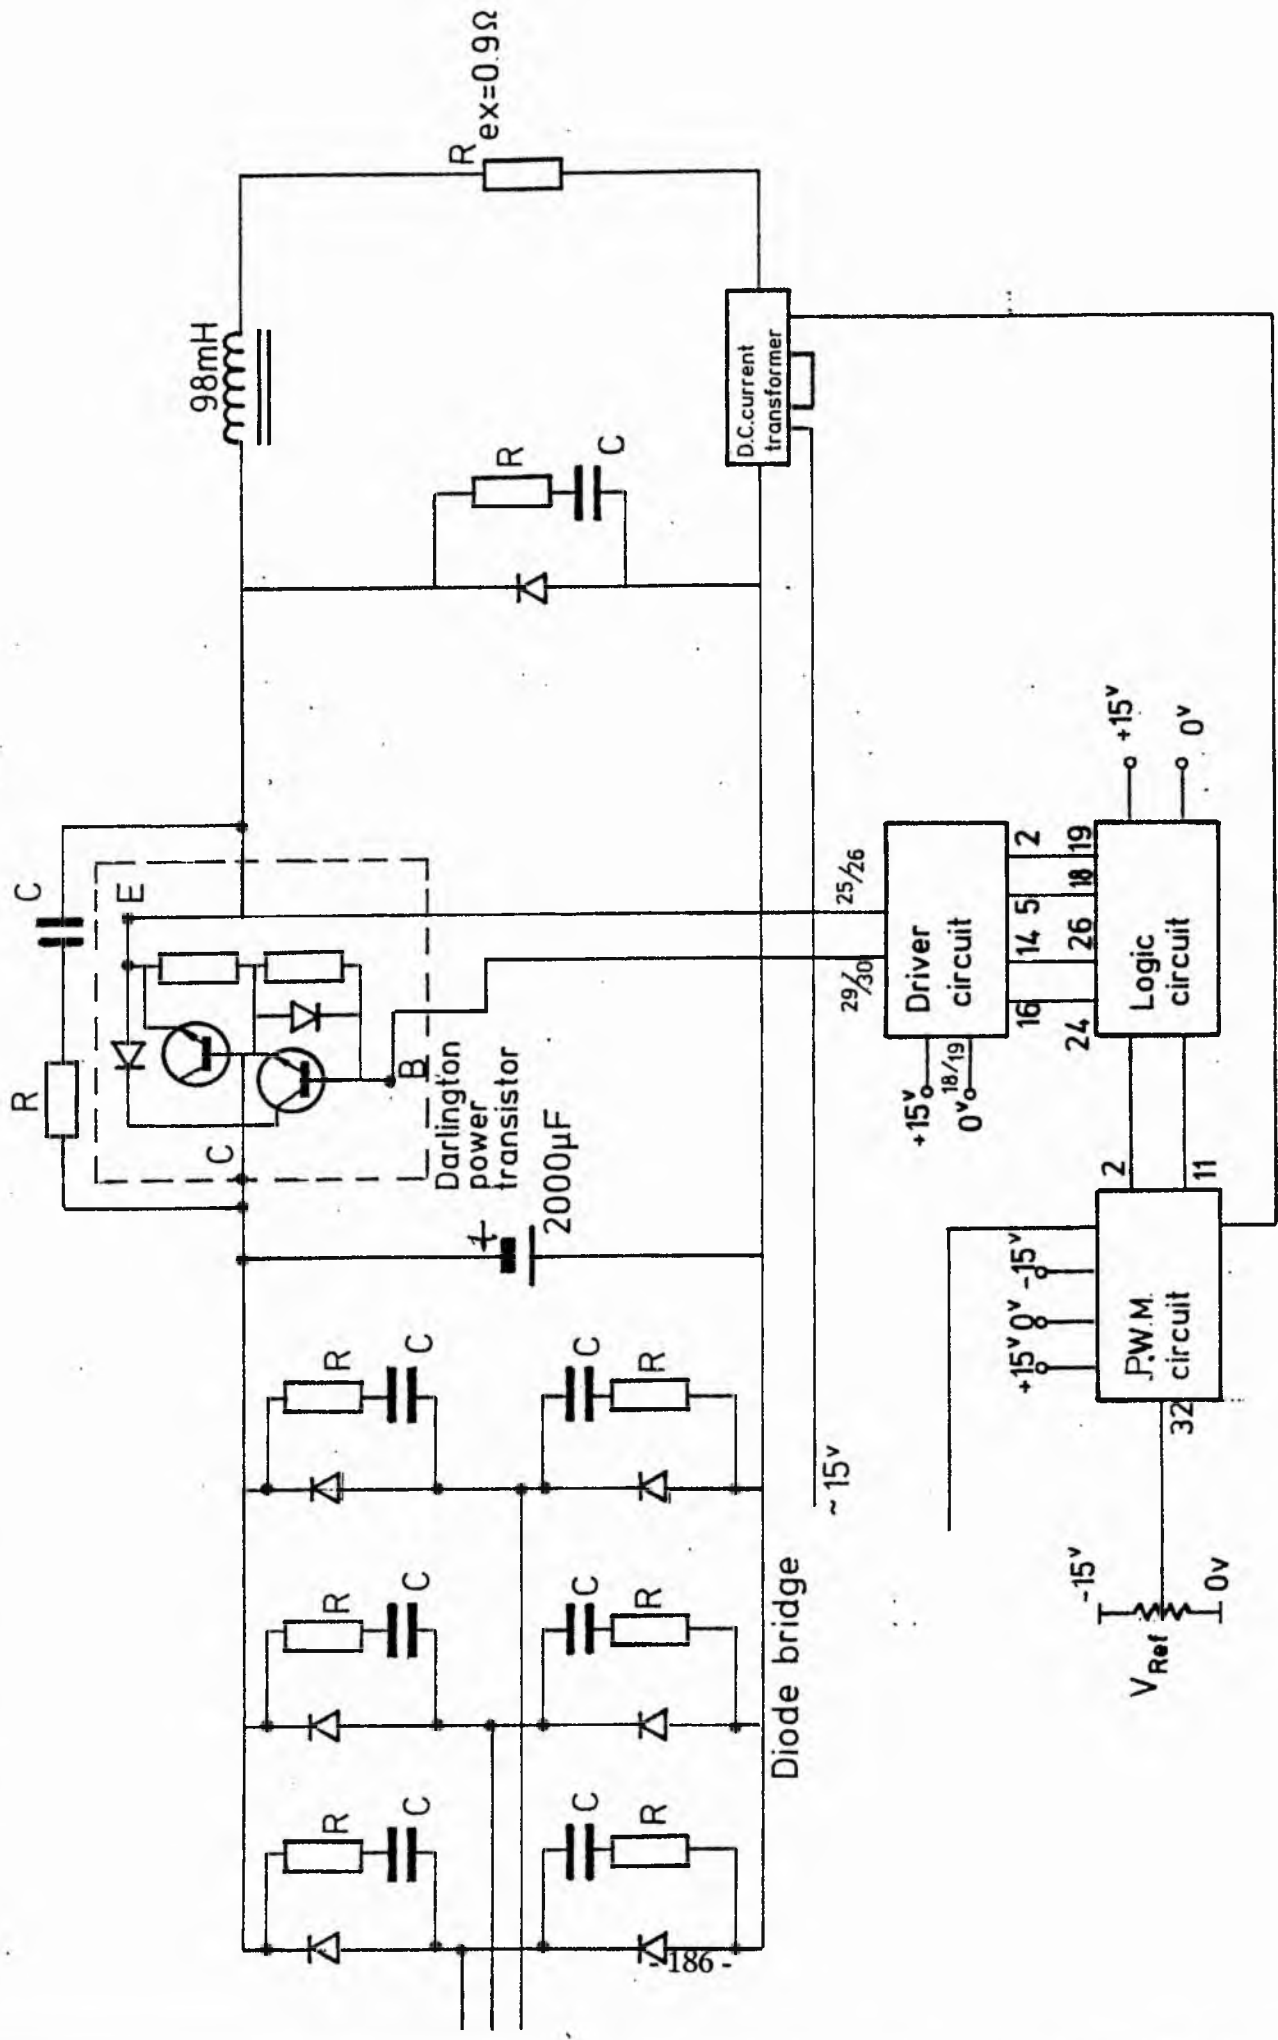 R
C
C
E
B
Darlington
power
transistor
98mH
2000µF
R
C
R
C
R
C
C
R
C
R
C
R
R
C
R
ex=0.9Ω
D.C.current
transformer
Diode bridge
~15v
29/30
25/26
Driver
circuit
+15v
18/19
0v
16
14
5
2
24
26
18
19
Logic
circuit
+15v
0v
2
11
+15v
0v
-15v
P.W.M.
circuit
32
-15v
VRef
0v
- 186 -